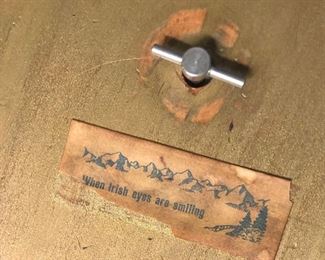 When Irish eyes are smiling